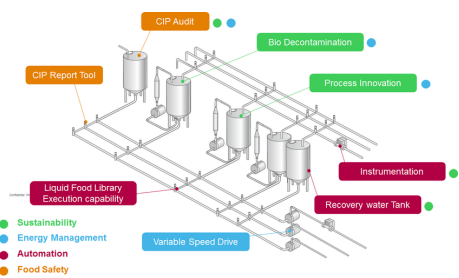 CIP Audit
Bio Decontamination
CIP Report Tool
Process Innovation
Instrumentation
Liquid Food Library
Execution capability
Recovery water Tank
Sustainability
Energy Management
Variable Speed Drive
Automation
Food Safety